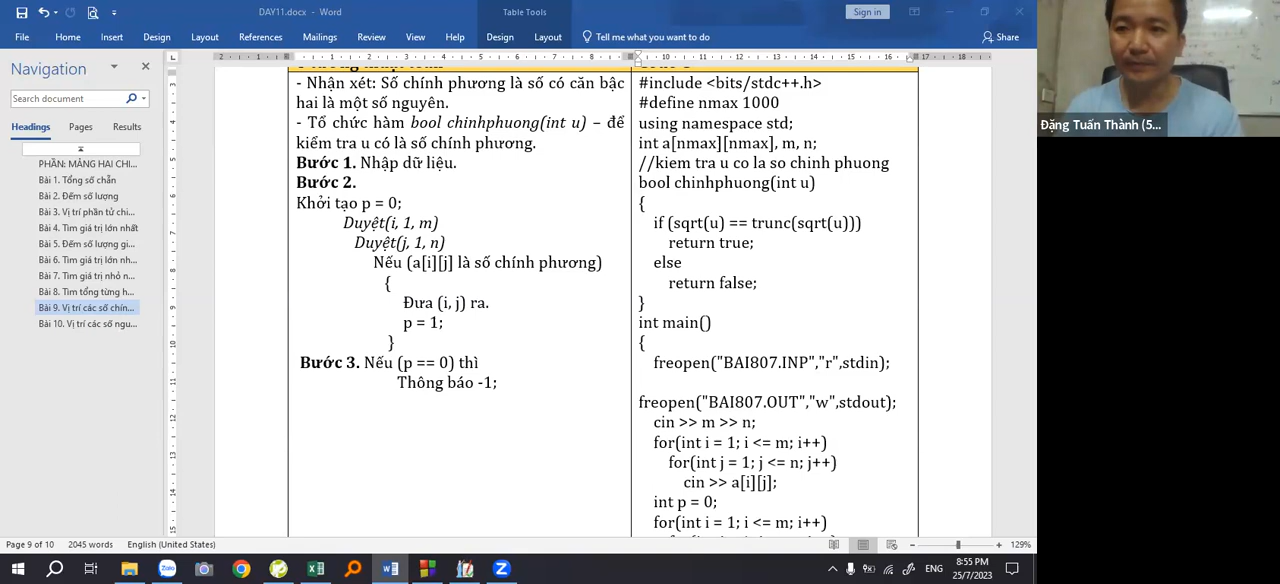 DAY11.docx - Word
Table Tools
Sign in
File Home Insert Design Layout References Mailings Review View Help Design Layout Tell me what you want to do Share
Navigation
Search document
Headings Pages Results
PHẦN: MẢNG HAI CHI...
Bài 1. Tổng số chẵn
Bài 2. Đếm số lượng
Bài 3. Vị trí phần tử chi...
Bài 4. Tìm giá trị lớn nhất
Bài 5. Đếm số lượng gi...
Bài 6. Tìm giá trị lớn nh...
Bài 7. Tìm giá trị nhỏ n...
Bài 8. Tìm tổng từng h...
Bài 9. Vị trí các số chín...
Bài 10. Vị trí các số ngu...
- Nhận xét: Số chính phương là số có căn bậc
hai là một số nguyên.
- Tổ chức hàm bool chinhphuong(int u) – để
kiểm tra u có là số chính phương.
Bước 1. Nhập dữ liệu.
Bước 2.
Khởi tạo p = 0;
Duyệt(i, 1, m)
Duyệt(j, 1, n)
Nếu (a[i][j] là số chính phương)
{
Đưa (i, j) ra.
p = 1;
}
Bước 3. Nếu (p == 0) thì
Thông báo -1;
#include <bits/stdc++.h>
#define nmax 1000
using namespace std;
int a[nmax][nmax], m, n;
//kiem tra u co la so chinh phuong
bool chinhphuong(int u)
{
if (sqrt(u) == trunc(sqrt(u)))
return true;
else
return false;
}
int main()
{
freopen("BAI807.INP","r",stdin);
freopen("BAI807.OUT","w",stdout);
cin >> m >> n;
for(int i = 1; i <= m; i++)
for(int j = 1; j <= n; j++)
cin >> a[i][j];
int p = 0;
for(int i = 1; i <= m; i++)
Đặng Tuấn Thành (5...
Page 9 of 10 2045 words English (United States)
129%
ENG
8:55 PM
25/7/2023